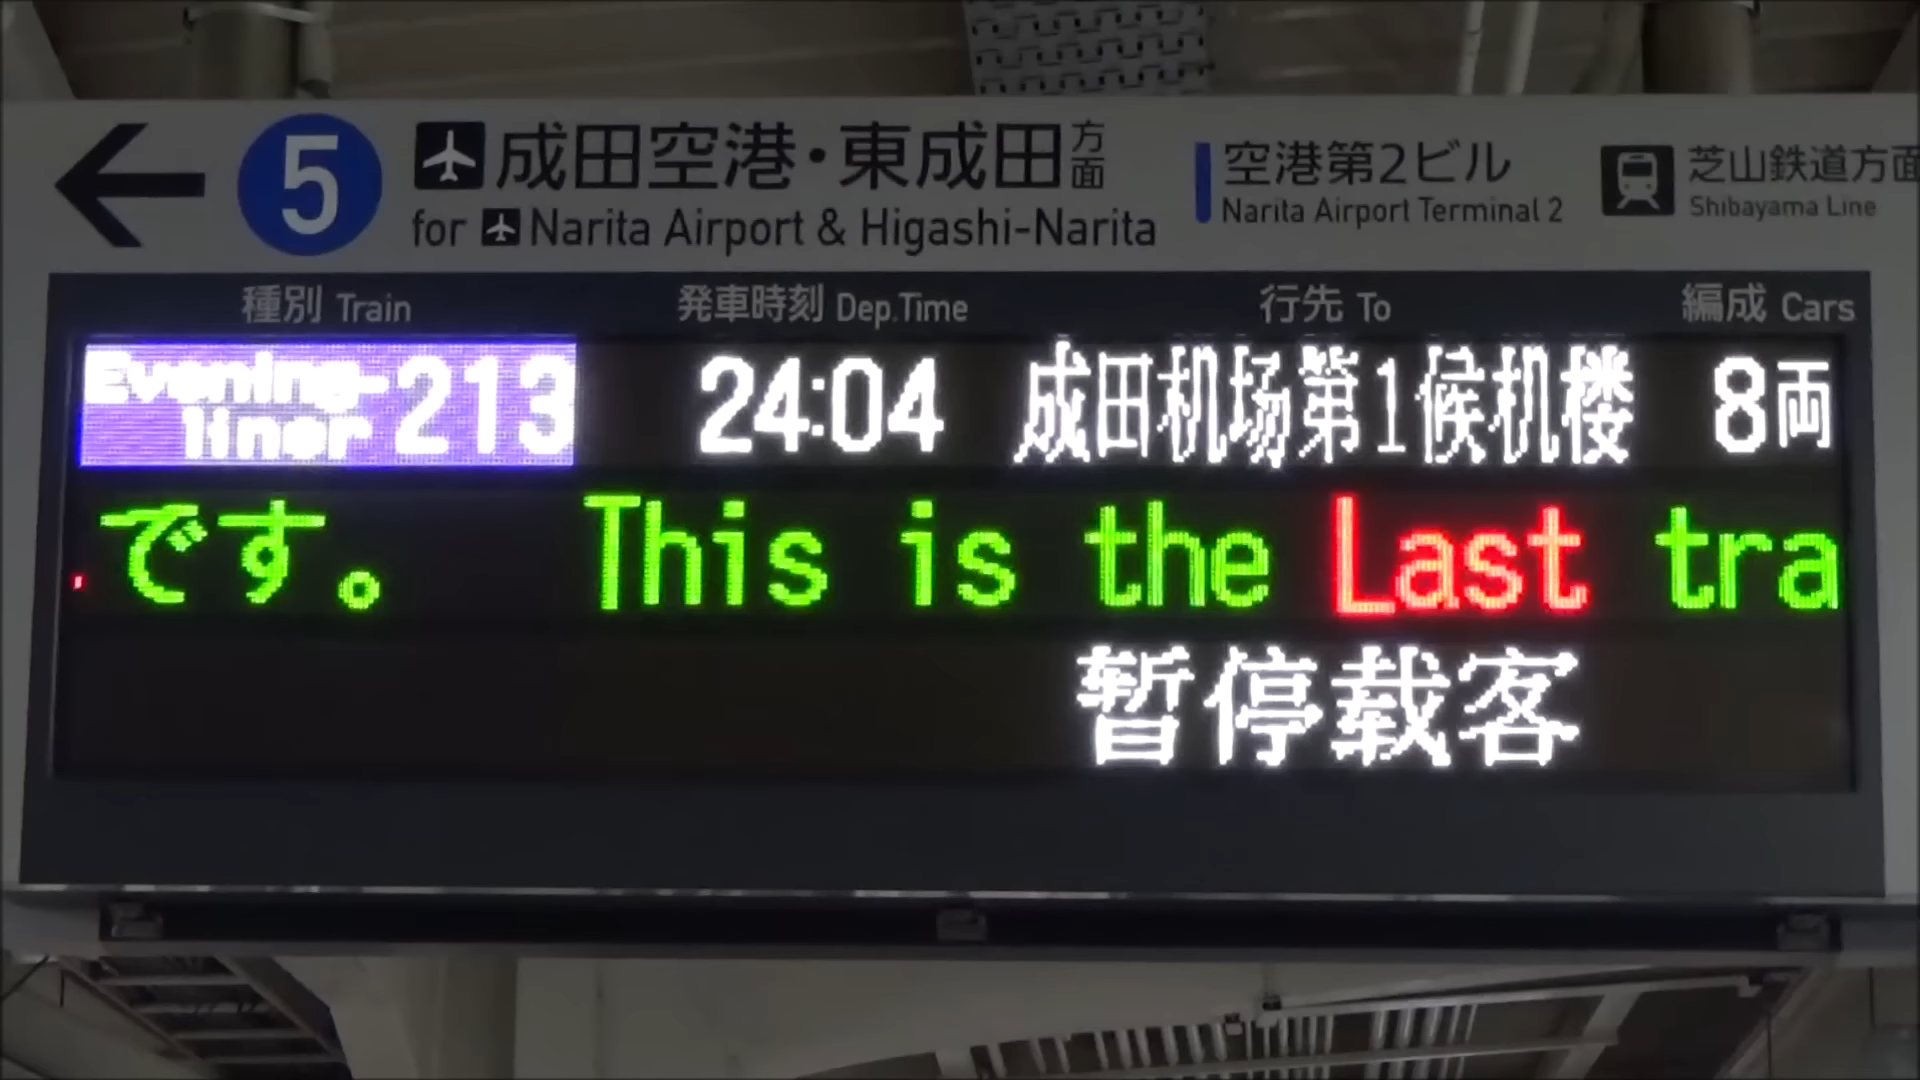 5 成田空港・東成田方面
for Narita Airport & Higashi-Narita
空港第2ビル
Narita Airport Terminal 2
芝山鉄道方面
Shibayama Line
種別 Train 発車時刻 Dep.Time 行先 To 編成 Cars
Evening-liner 213 24:04 成田机场第1候机楼 8両
です。 This is the Last tra
暂停载客